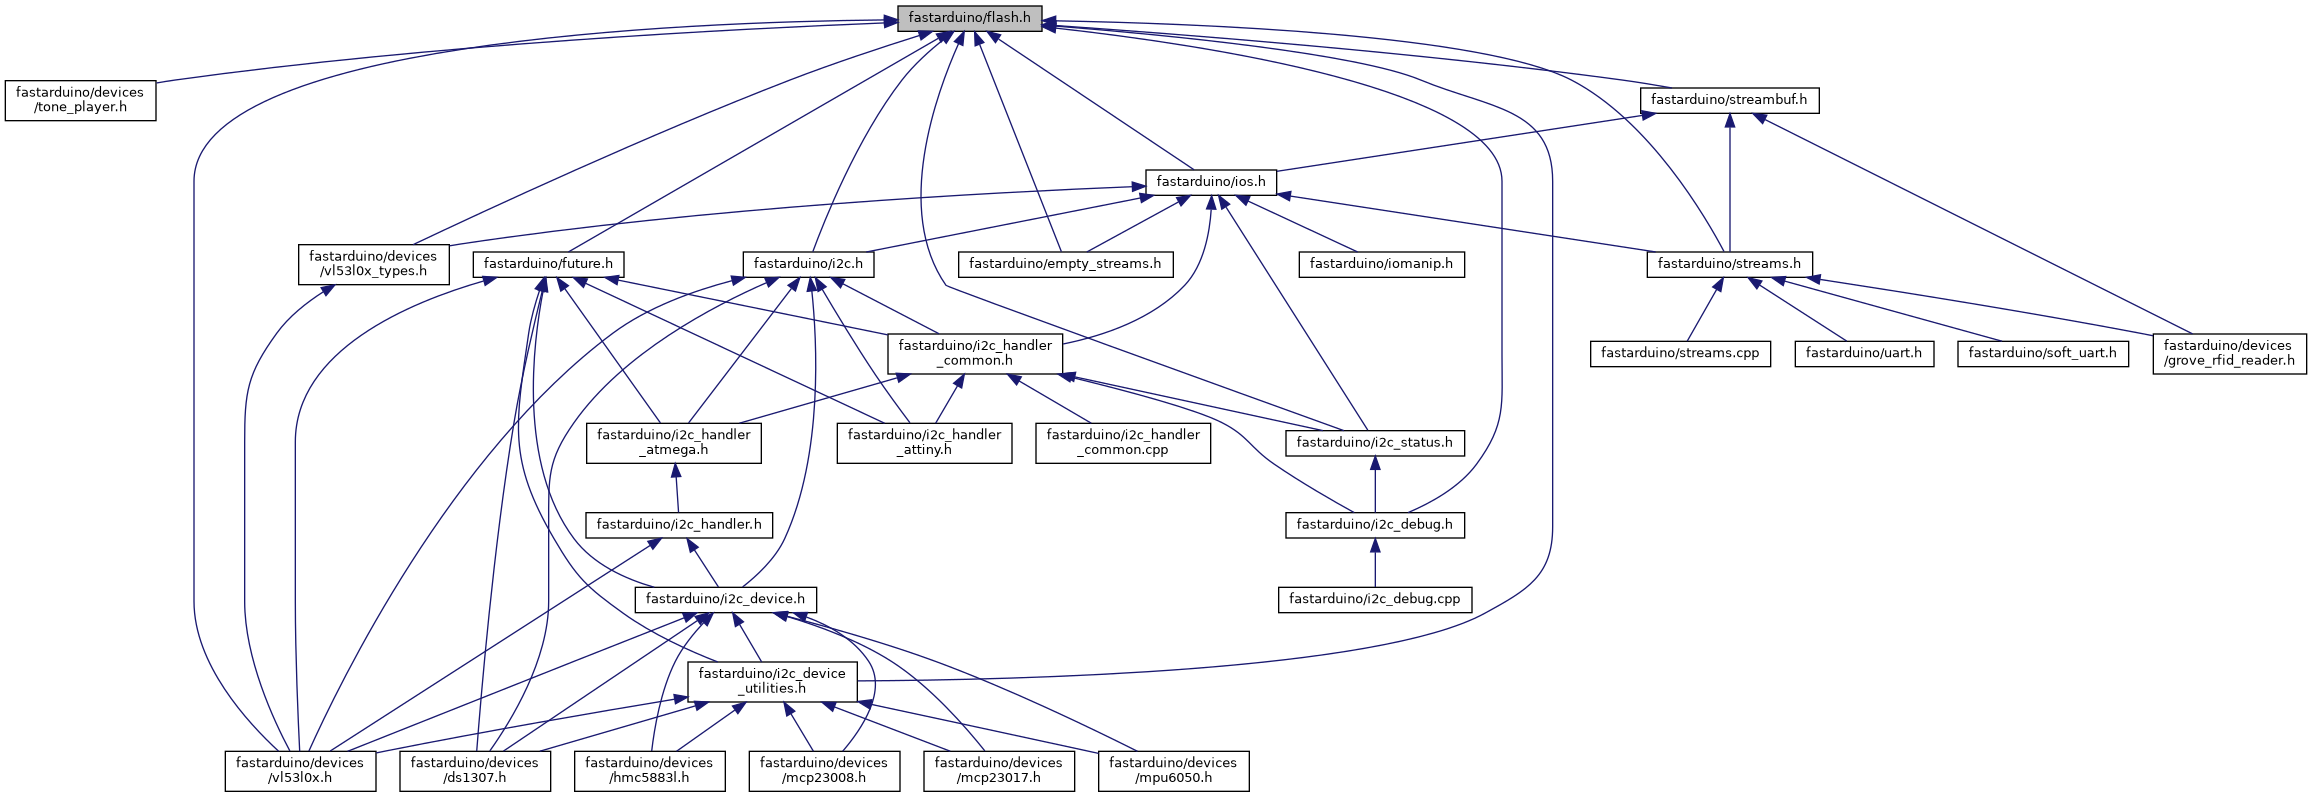 fastarduino/flash.h
fastarduino/devices
/tone_player.h
fastarduino/streambuf.h
fastarduino/ios.h
fastarduino/devices
/vl53l0x_types.h
fastarduino/future.h
fastarduino/i2c.h
fastarduino/empty_streams.h
fastarduino/iomanip.h
fastarduino/streams.h
fastarduino/i2c_handler
_common.h
fastarduino/streams.cpp
fastarduino/uart.h
fastarduino/soft_uart.h
fastarduino/devices
/grove_rfid_reader.h
fastarduino/i2c_handler
_atmega.h
fastarduino/i2c_handler
_attiny.h
fastarduino/i2c_handler
_common.cpp
fastarduino/i2c_status.h
fastarduino/i2c_handler.h
fastarduino/i2c_debug.h
fastarduino/i2c_device.h
fastarduino/i2c_debug.cpp
fastarduino/i2c_device
_utilities.h
fastarduino/devices
/vl53l0x.h
fastarduino/devices
/ds1307.h
fastarduino/devices
/hmc5883l.h
fastarduino/devices
/mcp23008.h
fastarduino/devices
/mcp23017.h
fastarduino/devices
/mpu6050.h